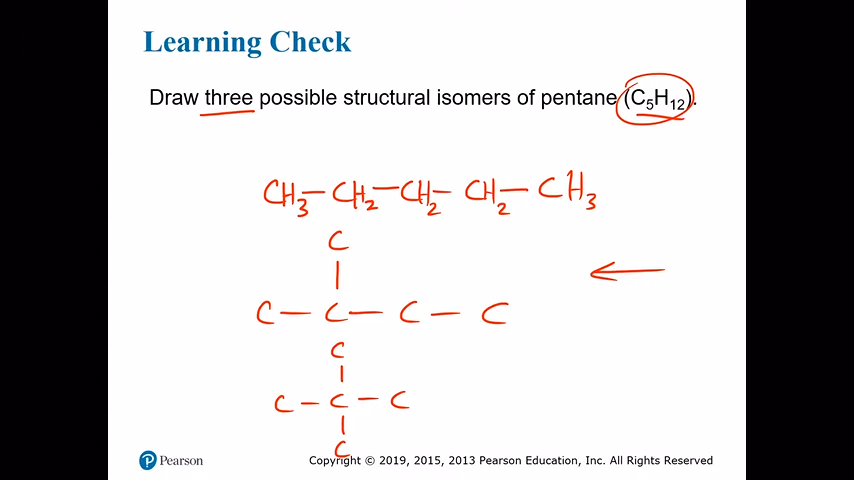 Learning Check
Draw three possible structural isomers of pentane (C₅H₁₂).
CH₃—CH₂—CH₂—CH₂—CH₃
C
|
C—C—C—C
C
|
C—C—C
|
C
Pearson
Copyright © 2019, 2015, 2013 Pearson Education, Inc. All Rights Reserved